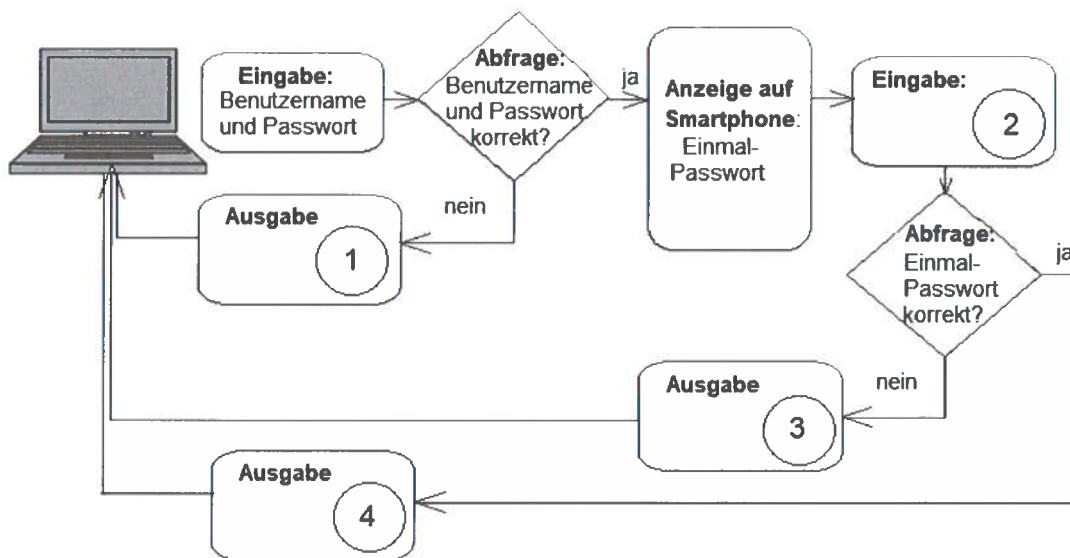 Eingabe:
Benutzername
und Passwort
Abfrage:
Benutzername
und Passwort
korrekt?
ja
Anzeige auf
Smartphone:
Einmal-
Passwort
Eingabe:
2
nein
Ausgabe
1
Abfrage:
Einmal-
Passwort
korrekt?
ja
nein
Ausgabe
3
Ausgabe
4